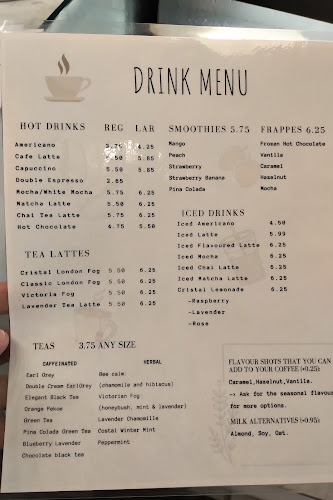 DRINK MENU
HOT DRINKS REG LAR
Americano 5.75 6.25
Cafe Latte 5.50 5.85
Capuccino 5.50 5.85
Double Espresso 2.65
Mocha/White Mocha 5.75 6.25
Matcha Latte 5.50 6.25
Chai Tea Latte 5.75 6.25
Hot Chocolate 4.75 5.50
TEA LATTES
Cristal London Fog 5.50 6.25
Classic London Fog 5.50 6.25
Victoria Fog 5.50 6.25
Lavender Tea Latte 5.50 6.25
SMOOTHIES 5.75
Mango
Peach
Strawberry
Strawberry Banana
Pina Colada
FRAPPES 6.25
Frozen Hot Chocolate
Vanilla
Caramel
Hazelnut
Mocha
ICED DRINKS
Iced Americano 4.50
Iced Latte 5.99
Iced Flavoured Latte 6.25
Iced Mocha 6.25
Iced Chai Latte 6.25
Iced Matcha Latte 6.25
Cristal Lemonade 6.25
-Raspberry
-Lavender
-Rose
TEAS 3.75 ANY SIZE
CAFFEINATED
Earl Grey
Double Cream EarlGrey
Elegant Black Tea
Orange Pekoe
Green Tea
Pina Colada Green Tea
Blueberry Lavender
Chocolate black tea
HERBAL
Bee calm
(chamomile and hibiscus)
Victorian Fog
(honeybush, mint & lavender)
Lavender Chamomille
Costal Winter Mint
Peppermint
FLAVOUR SHOTS THAT YOU CAN
ADD TO YOUR COFFEE (+0.25):
Caramel,Hazelnut,Vanilla.
-> Ask for the seasonal flavour
for more options.
MILK ALTERNATIVES (+0.95):
Almond, Soy, Oat.